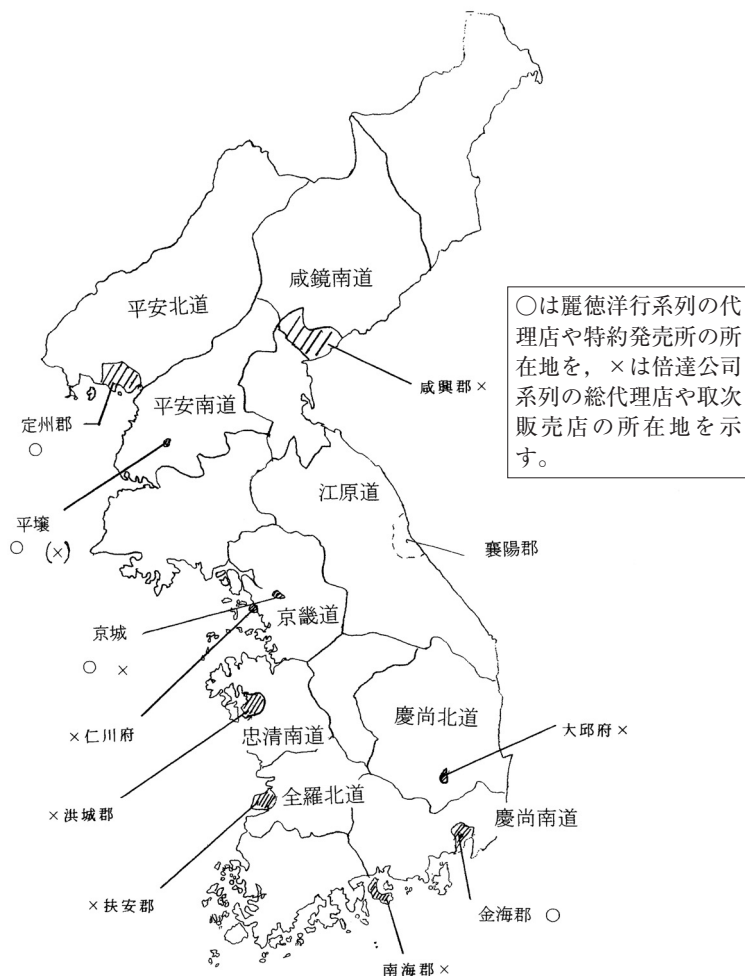 咸鏡南道
平安北道
○は麗徳洋行系列の代
理店や特約発売所の所
在地を，×は倍達公司
系列の総代理店や取次
販売店の所在地を示
す。
咸興郡×
平安南道
定州郡
○
江原道
平壌
○ (×)
襄陽郡
京畿道
京城
○ ×
慶尚北道
×仁川府
忠清南道
大邱府×
×洪城郡
全羅北道
慶尚南道
×扶安郡
金海郡 ○
南海郡×